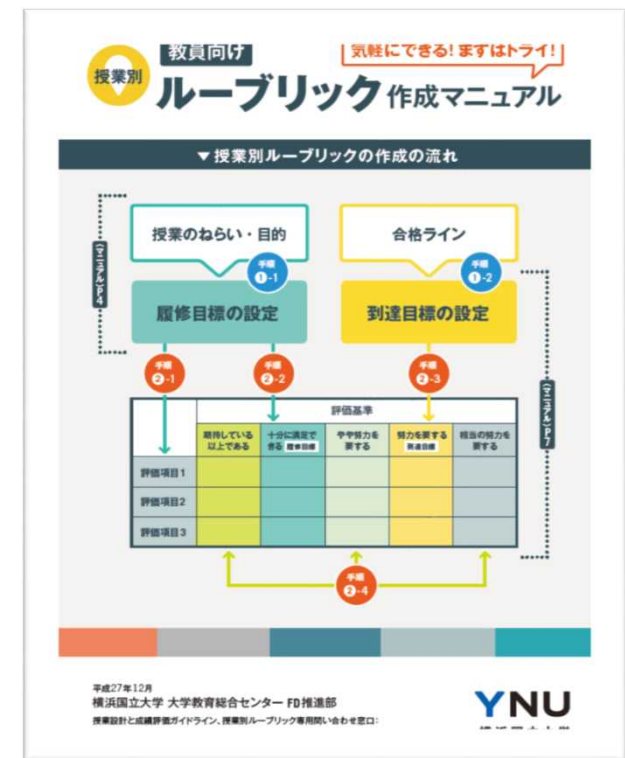 授業別
教員向け
気軽にできる! まずはトライ!
ルーブリック作成マニュアル
▼授業別ルーブリックの作成の流れ
授業のねらい・目的
合格ライン
手順
❶-1
手順
❶-2
(マニュアル)P.4
履修目標の設定
到達目標の設定
手順
❷-1
手順
❷-2
手順
❷-3
(マニュアル)P.7
評価基準
期待している
以上である
十分に満足で
きる 履修目標
やや努力を
要する
努力を要する
到達目標
相当の努力を
要する
評価項目1
評価項目2
評価項目3
手順
❷-4
平成27年12月
横浜国立大学 大学教育総合センター FD推進部
授業設計と成績評価ガイドライン、授業別ルーブリック専用問い合わせ窓口:
YNU